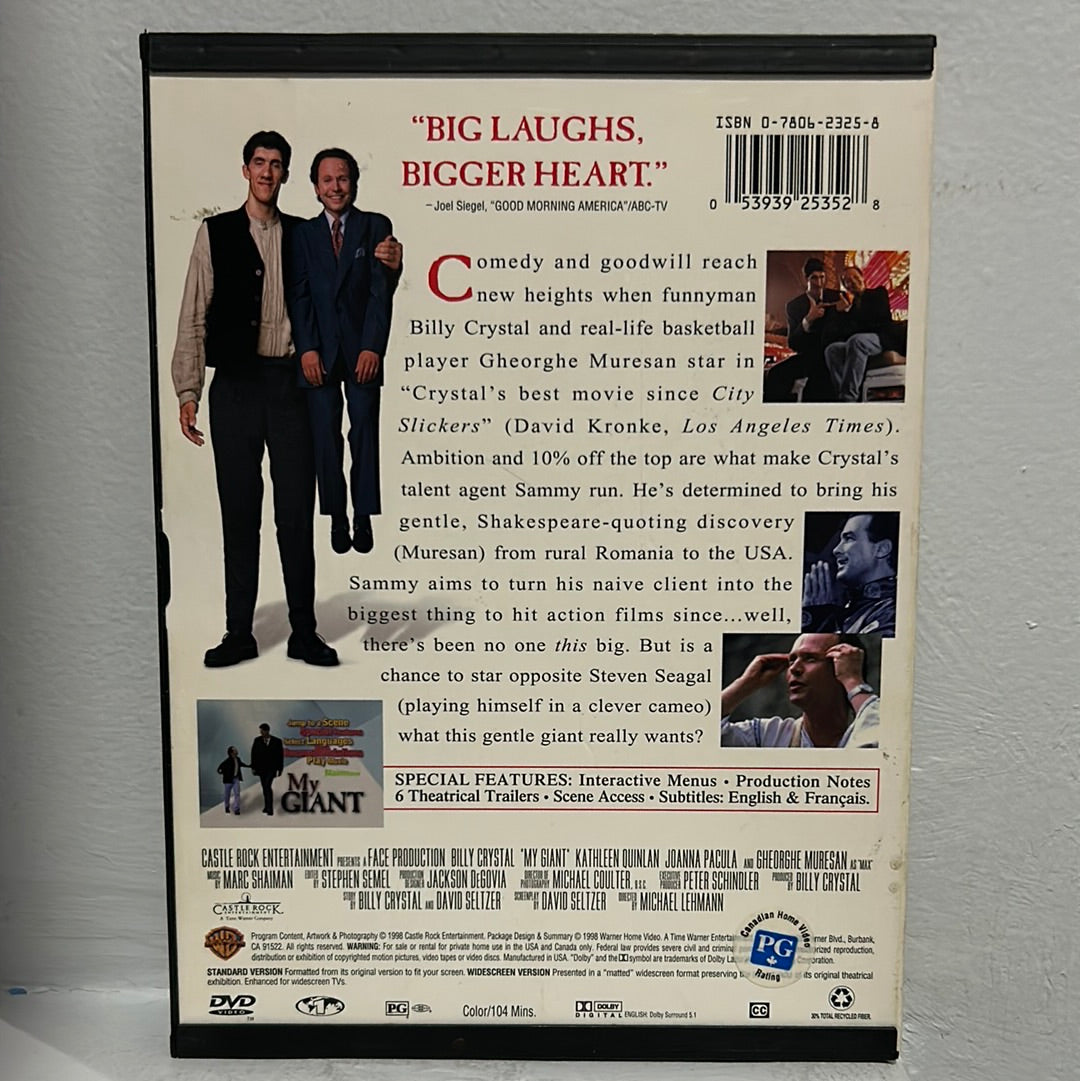 “BIG LAUGHS,
BIGGER HEART.”
– Joel Siegel, “GOOD MORNING AMERICA”/ABC-TV
ISBN 0-7806-2325-8
0 53939 25352 8
Comedy and goodwill reach
new heights when funnyman
Billy Crystal and real-life basketball
player Gheorghe Muresan star in
“Crystal’s best movie since City
Slickers” (David Kronke, Los Angeles Times).
Ambition and 10% off the top are what make Crystal’s
talent agent Sammy run. He’s determined to bring his
gentle, Shakespeare-quoting discovery
(Muresan) from rural Romania to the USA.
Sammy aims to turn his naive client into the
biggest thing to hit action films since...well,
there’s been no one this big. But is a
chance to star opposite Steven Seagal
(playing himself in a clever cameo)
what this gentle giant really wants?
Jump to a Scene
Special Features
Select Languages
Play Movie
My
GIANT
SPECIAL FEATURES: Interactive Menus • Production Notes
6 Theatrical Trailers • Scene Access • Subtitles: English & Français.
CASTLE ROCK ENTERTAINMENT PRESENTS A FACE PRODUCTION BILLY CRYSTAL "MY GIANT" KATHLEEN QUINLAN JOANNA PACULA AND GHEORGHE MURESAN AS "MAX"
MUSIC BY MARC SHAIMAN EDITED BY STEPHEN SEMEL PRODUCTION DESIGNER JACKSON DeGOVIA DIRECTOR OF PHOTOGRAPHY MICHAEL COULTER, B.S.C. EXECUTIVE PRODUCER PETER SCHINDLER PRODUCED BY BILLY CRYSTAL
STORY BY BILLY CRYSTAL AND DAVID SELTZER SCREENPLAY BY DAVID SELTZER DIRECTED BY MICHAEL LEHMANN
CASTLE ROCK
ENTERTAINMENT
A Time Warner Company
Program Content, Artwork & Photography © 1998 Castle Rock Entertainment. Package Design & Summary © 1998 Warner Home Video. A Time Warner Burbank,
CA 91522. All rights reserved. WARNING: For sale or rental for private home use in the USA and Canada only. Federal law provides severe civil and reproduction,
distribution or exhibition of copyrighted motion pictures, video tapes or video discs. Manufactured in USA. "Dolby" and the DD symbol are trademarks of Dolby
STANDARD VERSION Formatted from its original version to fit your screen. WIDESCREEN VERSION Presented in a "matted" widescreen format preserving its original theatrical
exhibition. Enhanced for widescreen TVs.
Canadian Home Video
PG
Rating
DVD
VIDEO
TM
1
PG
Color/104 Mins.
DOLBY
DIGITAL ENGLISH: Dolby Surround 5.1
CC
30% TOTAL RECYCLED FIBER.